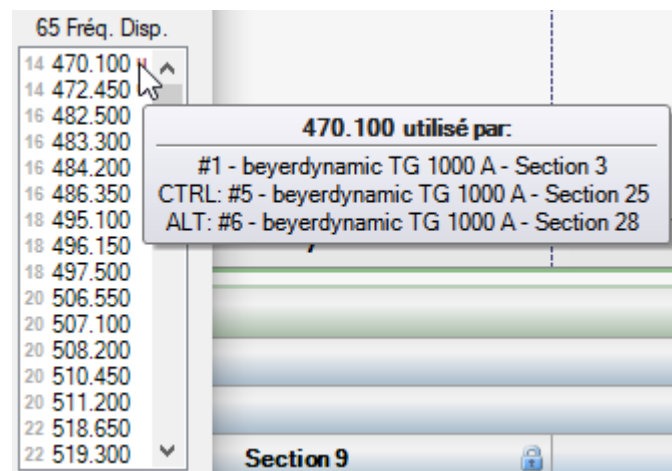 65 Fréq. Disp.
14 470.100 u
14 472.450
16 482.500
16 483.300
16 484.200
16 486.350
18 495.100
18 496.150
18 497.500
20 506.550
20 507.100
20 508.200
20 510.450
20 511.200
22 518.650
22 519.300
470.100 utilisé par:
#1 - beyerdynamic TG 1000 A - Section 3
CTRL: #5 - beyerdynamic TG 1000 A - Section 25
ALT: #6 - beyerdynamic TG 1000 A - Section 28
Section 9